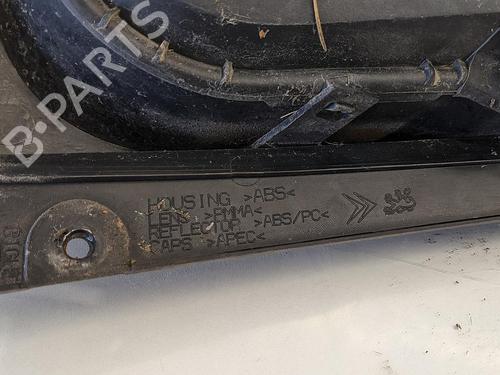 B-PARTS
HOUSING >ABS<
LENS >PMMA<
REFLECTOR >ABS/PC<
CAPS >APEC<